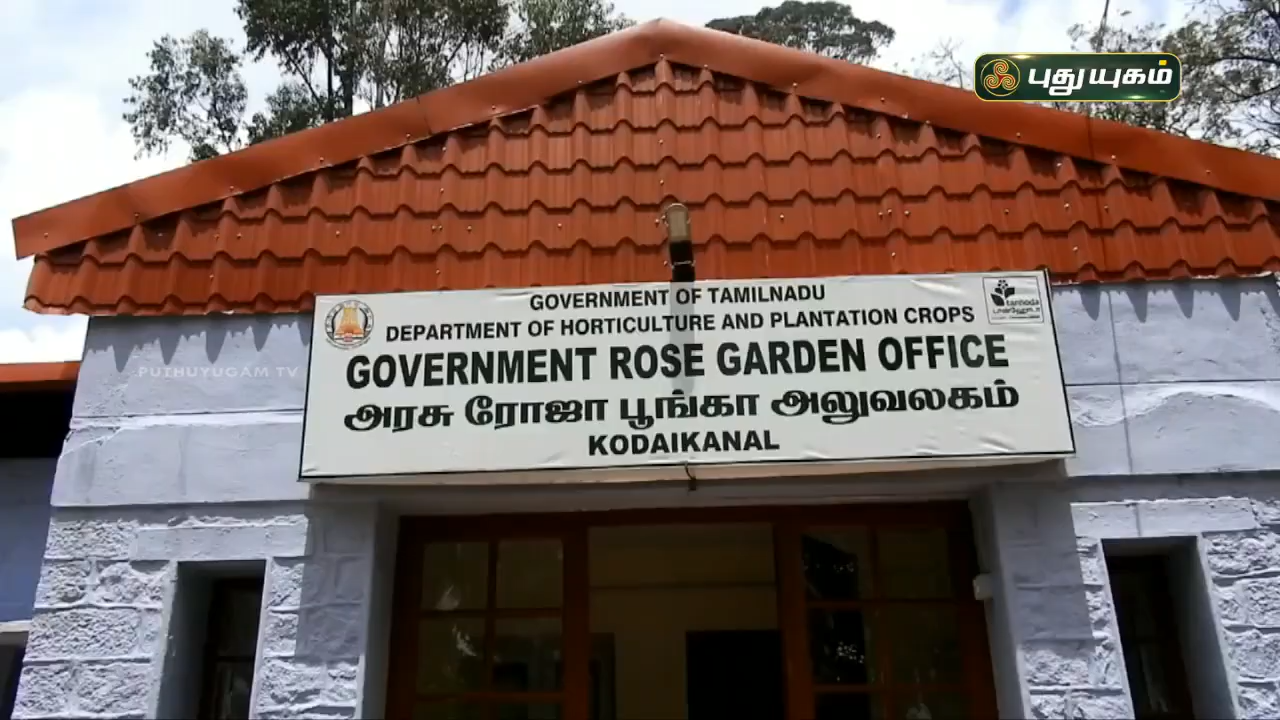 புதுயுகம்
GOVERNMENT OF TAMILNADU
DEPARTMENT OF HORTICULTURE AND PLANTATION CROPS
tanhoda
டான்ஹோடா
GOVERNMENT ROSE GARDEN OFFICE
PUTHUYUGAM TV
அரசு ரோஜா பூங்கா அலுவலகம்
KODAIKANAL